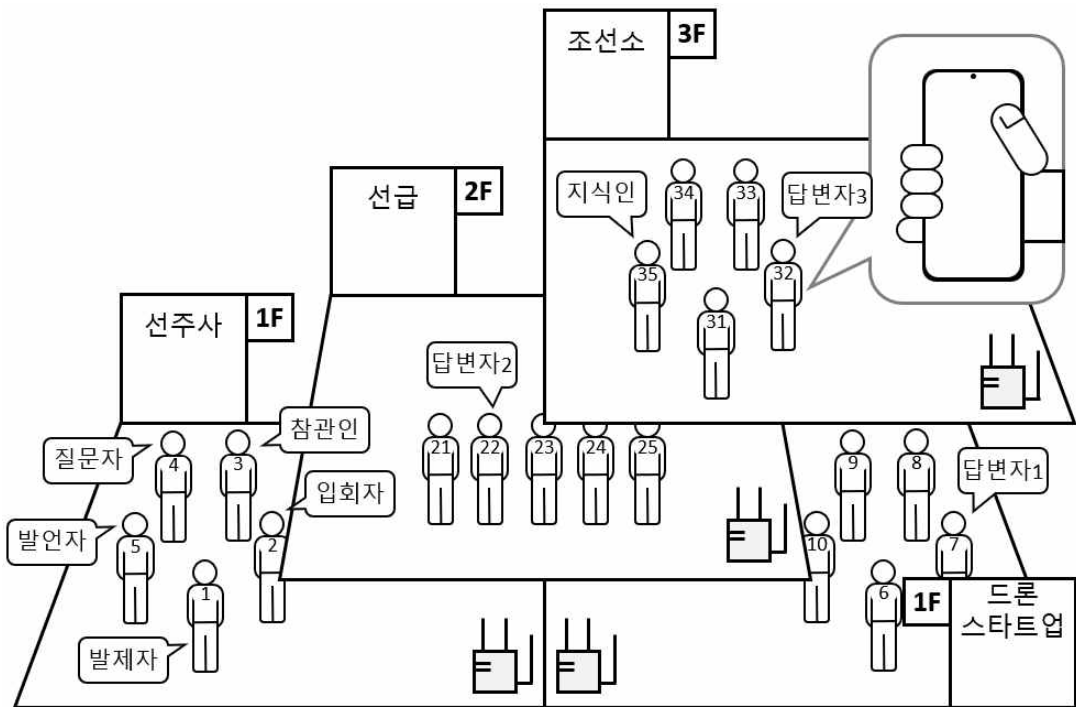 조선소
3F
지식인
34
33
답변자3
35
32
31
선급
2F
답변자2
21
22
23
24
25
선주사
1F
질문자
4
3
참관인
입회자
발언자
5
2
1
발제자
9
8
답변자1
10
7
6
1F
드론
스타트업